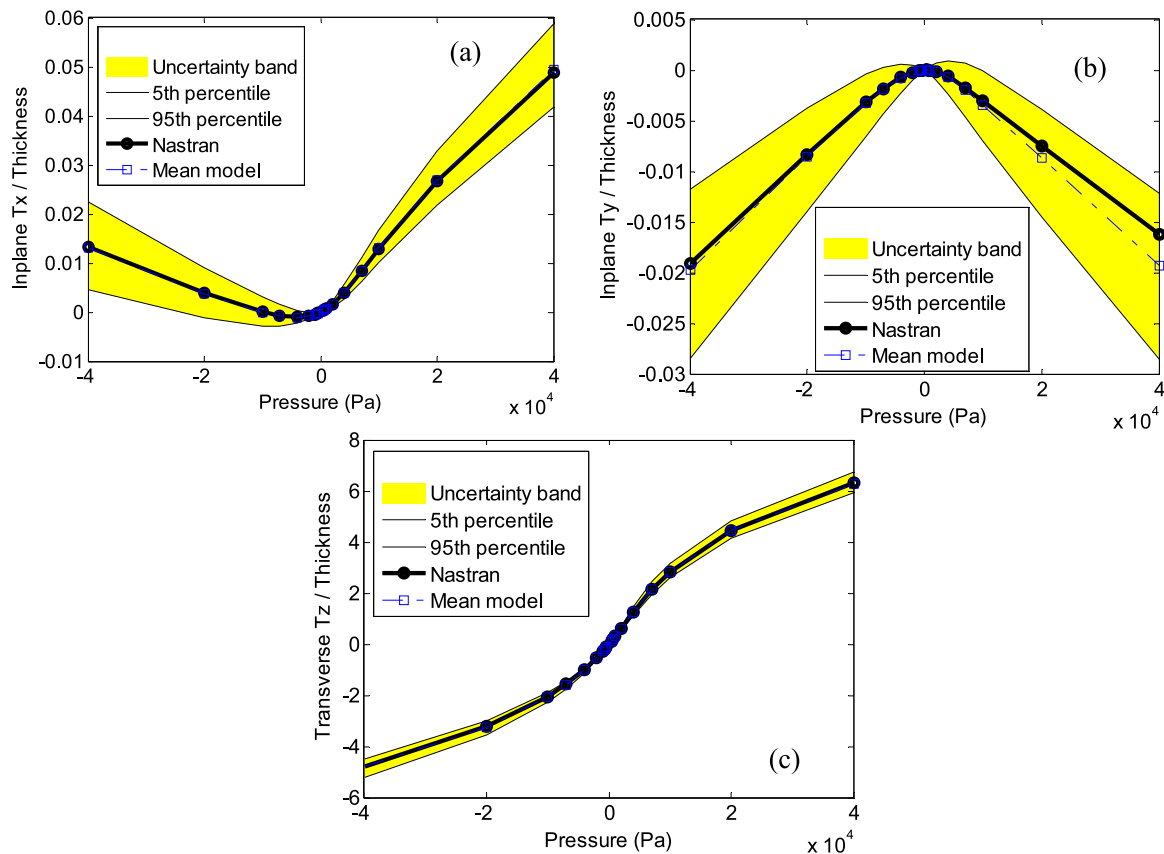 0.06
0.05
0.04
0.03
0.02
0.01
0
-0.01
Inplane Tx / Thickness
Uncertainty band
5th percentile
95th percentile
Nastran
Mean model
(a)
-4 -2 0 2 4
Pressure (Pa)
x 10^4
0.005
0
-0.005
-0.01
-0.015
-0.02
-0.025
-0.03
Inplane Ty / Thickness
(b)
Uncertainty band
5th percentile
95th percentile
Nastran
Mean model
-4 -2 0 2 4
Pressure (Pa)
x 10^4
8
6
4
2
0
-2
-4
-6
Transverse Tz / Thickness
Uncertainty band
5th percentile
95th percentile
Nastran
Mean model
(c)
-4 -2 0 2 4
Pressure (Pa)
x 10^4